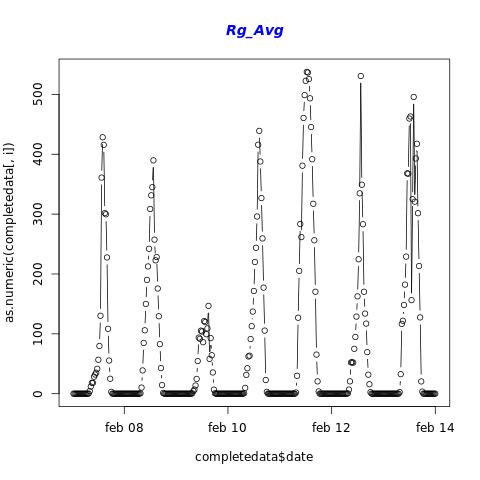 Rg_Avg
as.numeric(completedata[, i])
500
400
300
200
100
0
feb 08
feb 10
feb 12
feb 14
completedata$date